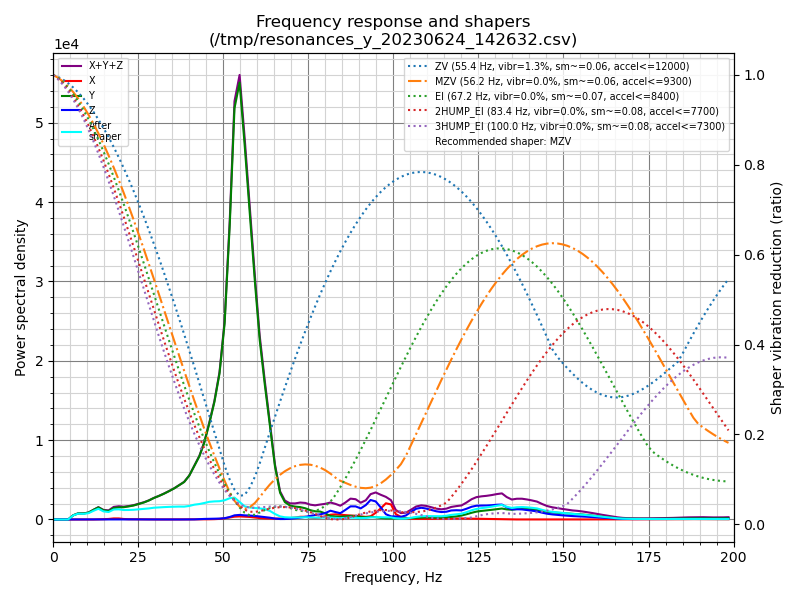 Frequency response and shapers
(/tmp/resonances_y_20230624_142632.csv)
1e4
X+Y+Z
X
Y
Z
After
shaper
ZV (55.4 Hz, vibr=1.3%, sm~=0.06, accel<=12000)
MZV (56.2 Hz, vibr=0.0%, sm~=0.06, accel<=9300)
EI (67.2 Hz, vibr=0.0%, sm~=0.07, accel<=8400)
2HUMP_EI (83.4 Hz, vibr=0.0%, sm~=0.08, accel<=7700)
3HUMP_EI (100.0 Hz, vibr=0.0%, sm~=0.08, accel<=7300)
Recommended shaper: MZV
5
4
3
2
1
0
Power spectral density
1.0
0.8
0.6
0.4
0.2
0.0
Shaper vibration reduction (ratio)
0 25 50 75 100 125 150 175 200
Frequency, Hz